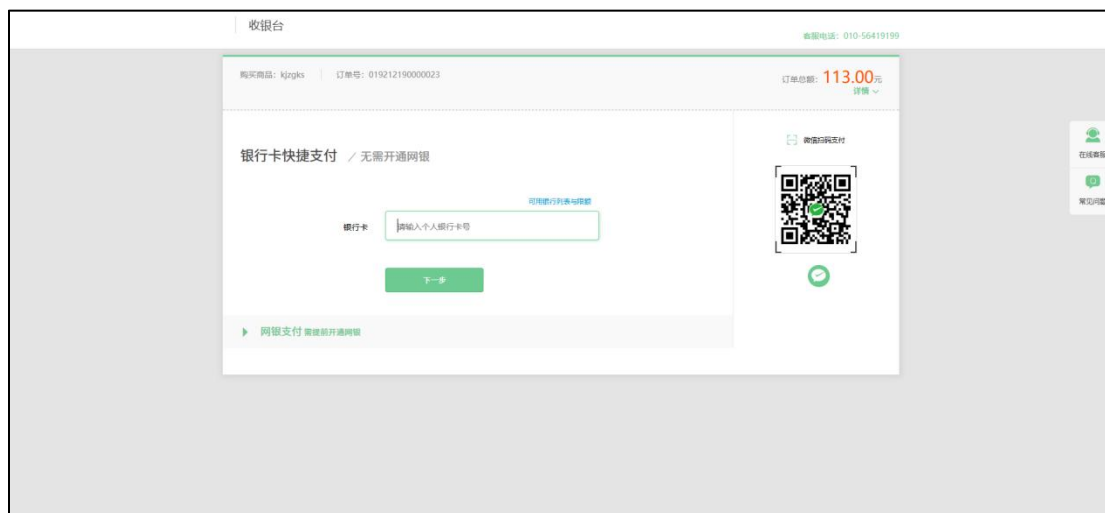 收银台
客服电话：010-56419199
购买商品：kjzgks
订单号：019212190000023
订单总额：113.00元
详情
微信扫码支付
银行卡快捷支付 / 无需开通网银
可用银行列表与限额
银行卡
请输入个人银行卡号
下一步
网银支付 需提前开通网银
在线客服
常见问题